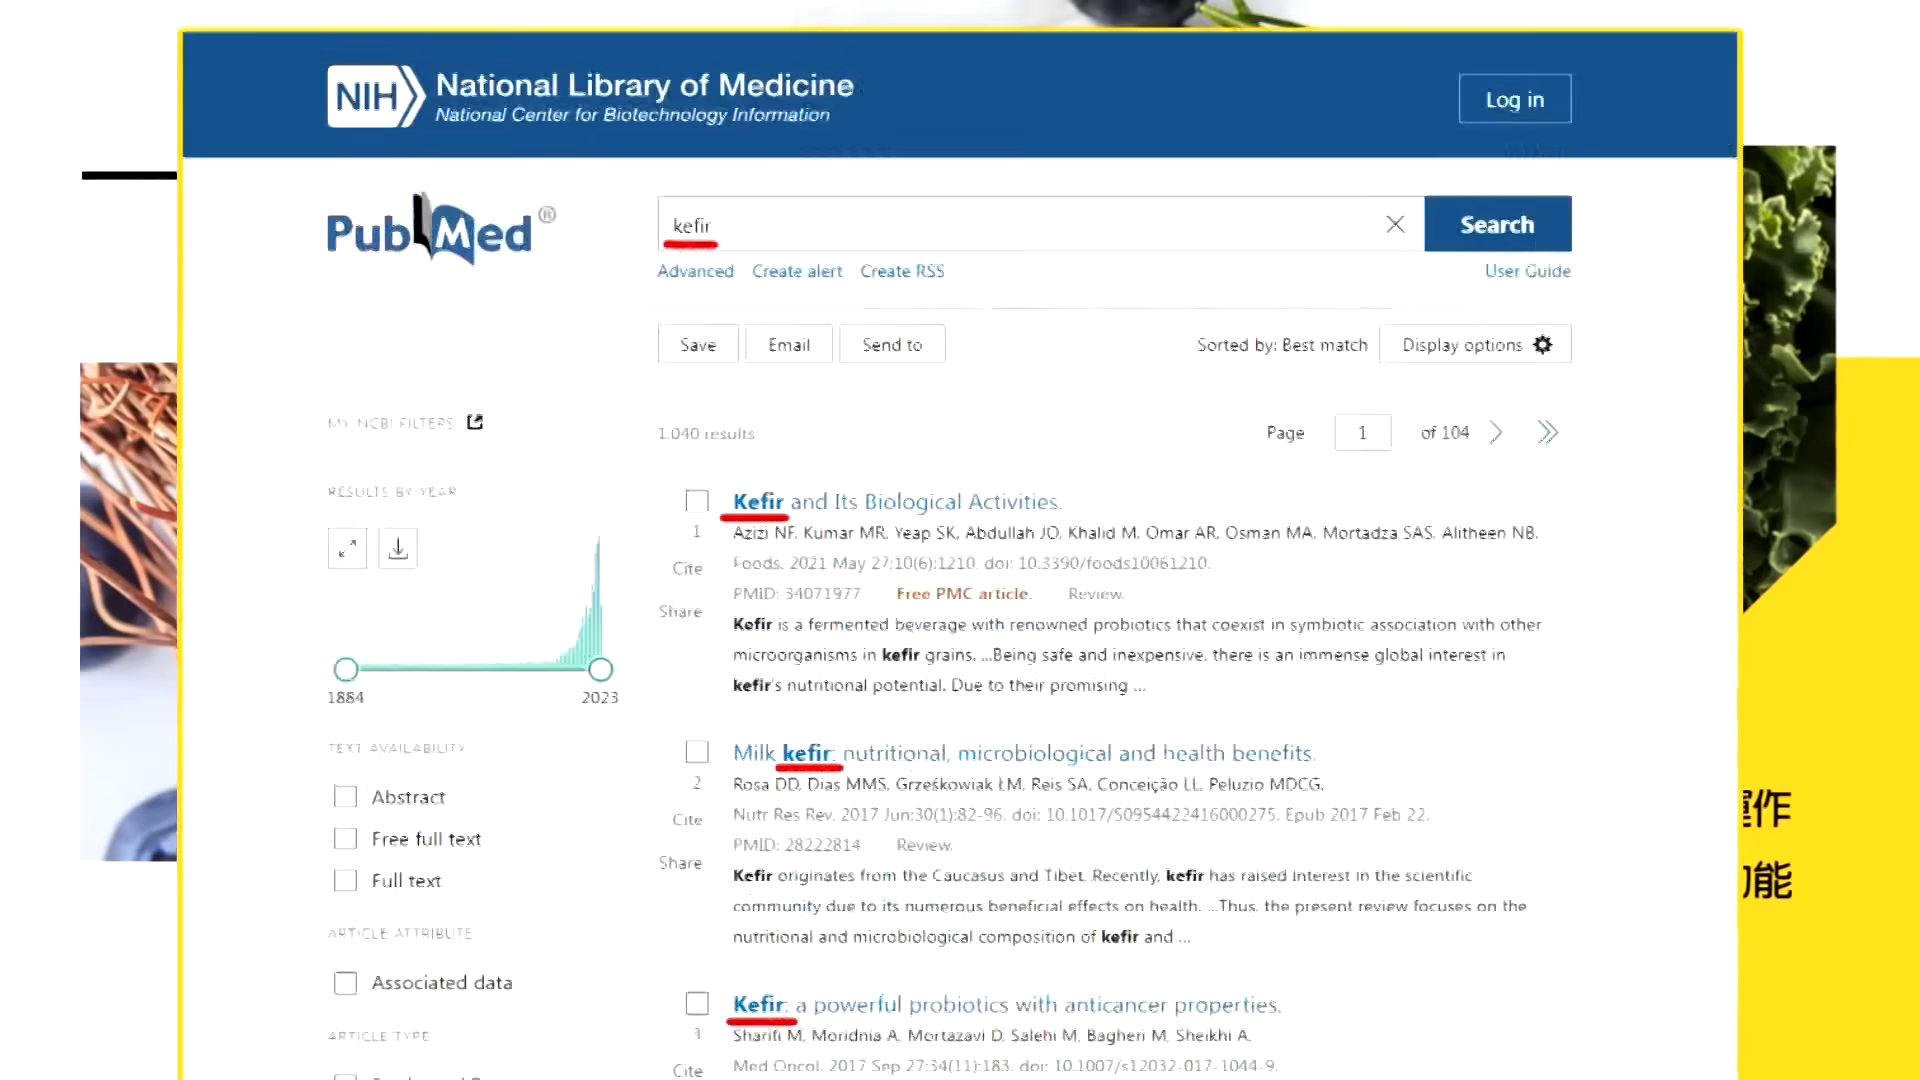 NIH National Library of Medicine
National Center for Biotechnology Information
Log in
PubMed®
kefir
Search
Advanced Create alert Create RSS
User Guide
Save Email Send to
Sorted by: Best match Display options
MY NCBI FILTERS
1,040 results
Page 1 of 104
RESULTS BY YEAR
1884 2023
TEXT AVAILABILITY
Abstract
Free full text
Full text
ARTICLE ATTRIBUTE
Associated data
ARTICLE TYPE
Kefir and Its Biological Activities.
1 Azizi NF, Kumar MR, Yeap SK, Abdullah JO, Khalid M, Omar AR, Osman MA, Mortadza SAS, Alitheen NB.
Cite Foods. 2021 May 27;10(6):1210. doi: 10.3390/foods10061210.
PMID: 34071977 Free PMC article. Review.
Share
Kefir is a fermented beverage with renowned probiotics that coexist in symbiotic association with other
microorganisms in kefir grains. ...Being safe and inexpensive, there is an immense global interest in
kefir's nutritional potential. Due to their promising ...
Milk kefir: nutritional, microbiological and health benefits.
2 Rosa DD, Dias MMS, Grześkowiak ŁM, Reis SA, Conceição LL, Peluzio MDCG.
Cite Nutr Res Rev. 2017 Jun;30(1):82-96. doi: 10.1017/S0954422416000275. Epub 2017 Feb 22.
PMID: 28222814 Review.
Share
Kefir originates from the Caucasus and Tibet. Recently, kefir has raised interest in the scientific
community due to its numerous beneficial effects on health. ...Thus, the present review focuses on the
nutritional and microbiological composition of kefir and ...
Kefir: a powerful probiotics with anticancer properties.
3 Sharifi M, Moridnia A, Mortazavi D, Salehi M, Bagheri M, Sheikhi A.
Cite Med Oncol. 2017 Sep 27;34(11):183. doi: 10.1007/s12032-017-1044-9.
作
能